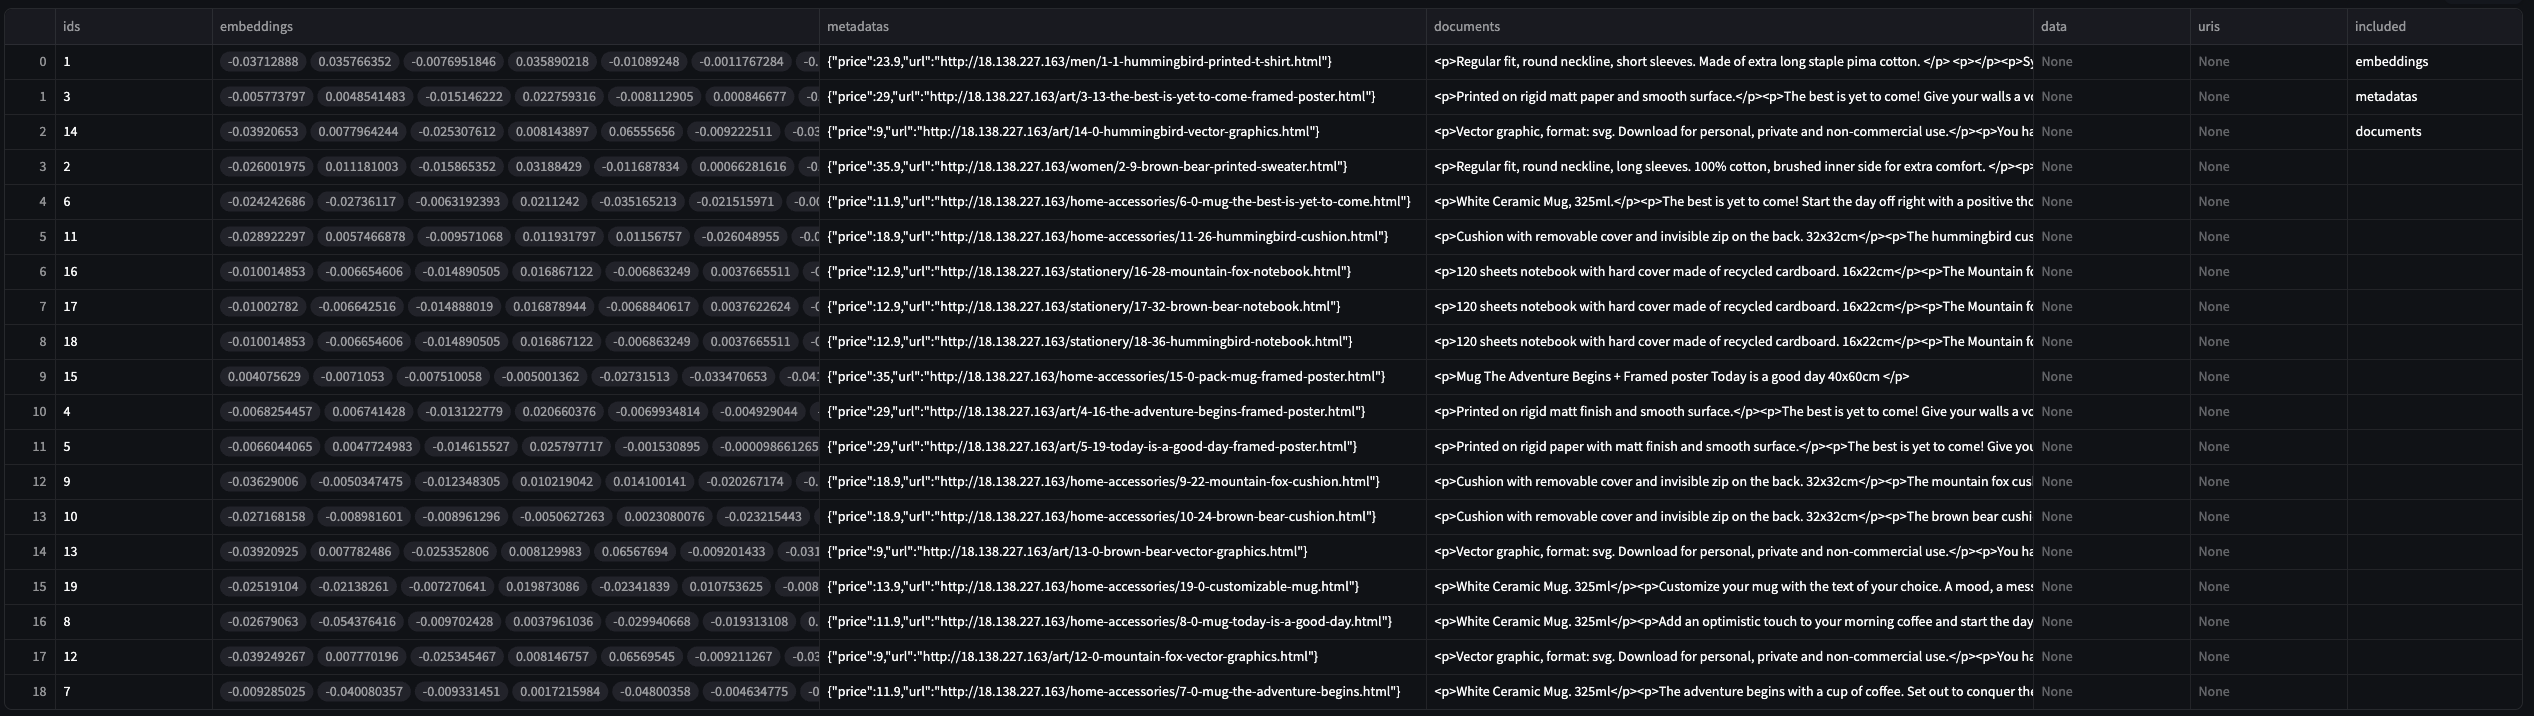 ids embeddings metadatas documents data uris included
0 1 -0.03712888 0.035766352 -0.0076951846 0.035890218 -0.01089248 -0.0011767284 -0. {"price":23.9,"url":"http://18.138.227.163/men/1-1-hummingbird-printed-t-shirt.html"} <p>Regular fit, round neckline, short sleeves. Made of extra long staple pima cotton. </p> <p></p><p>Sy None None embeddings
1 3 -0.005773797 0.0048541483 -0.015146222 0.022759316 -0.008112905 0.000846677 -0. {"price":29,"url":"http://18.138.227.163/art/3-13-the-best-is-yet-to-come-framed-poster.html"} <p>Printed on rigid matt paper and smooth surface.</p><p>The best is yet to come! Give your walls a vo None None metadatas
2 14 -0.03920653 0.0077964244 -0.025307612 0.008143897 0.06555656 -0.009222511 -0.03 {"price":9,"url":"http://18.138.227.163/art/14-0-hummingbird-vector-graphics.html"} <p>Vector graphic, format: svg. Download for personal, private and non-commercial use.</p><p>You ha None None documents
3 2 -0.026001975 0.011181003 -0.015865352 0.03188429 -0.011687834 0.00066281616 -0. {"price":35.9,"url":"http://18.138.227.163/women/2-9-brown-bear-printed-sweater.html"} <p>Regular fit, round neckline, long sleeves. 100% cotton, brushed inner side for extra comfort. </p><p> None None
4 6 -0.024242686 -0.02736117 -0.0063192393 0.0211242 -0.035165213 -0.021515971 -0.00 {"price":11.9,"url":"http://18.138.227.163/home-accessories/6-0-mug-the-best-is-yet-to-come.html"} <p>White Ceramic Mug, 325ml.</p><p>The best is yet to come! Start the day off right with a positive tho None None
5 11 -0.028922297 0.0057466878 -0.009571068 0.011931797 0.01156757 -0.026048955 -0.0 {"price":18.9,"url":"http://18.138.227.163/home-accessories/11-26-hummingbird-cushion.html"} <p>Cushion with removable cover and invisible zip on the back. 32x32cm</p><p>The hummingbird cus None None
6 16 -0.010014853 -0.006654606 -0.014890505 0.016867122 -0.006863249 0.0037665511 -0 {"price":12.9,"url":"http://18.138.227.163/stationery/16-28-mountain-fox-notebook.html"} <p>120 sheets notebook with hard cover made of recycled cardboard. 16x22cm</p><p>The Mountain fo None None
7 17 -0.01002782 -0.006642516 -0.014888019 0.016878944 -0.0068840617 0.0037622624 -0 {"price":12.9,"url":"http://18.138.227.163/stationery/17-32-brown-bear-notebook.html"} <p>120 sheets notebook with hard cover made of recycled cardboard. 16x22cm</p><p>The Mountain fo None None
8 18 -0.010014853 -0.006654606 -0.014890505 0.016867122 -0.006863249 0.0037665511 -0 {"price":12.9,"url":"http://18.138.227.163/stationery/18-36-hummingbird-notebook.html"} <p>120 sheets notebook with hard cover made of recycled cardboard. 16x22cm</p><p>The Mountain fo None None
9 15 0.004075629 -0.0071053 -0.007510058 -0.005001362 -0.02731513 -0.033470653 -0.041 {"price":35,"url":"http://18.138.227.163/home-accessories/15-0-pack-mug-framed-poster.html"} <p>Mug The Adventure Begins + Framed poster Today is a good day 40x60cm </p> None None
10 4 -0.0068254457 0.006741428 -0.013122779 0.020660376 -0.0069934814 -0.004929044 - {"price":29,"url":"http://18.138.227.163/art/4-16-the-adventure-begins-framed-poster.html"} <p>Printed on rigid matt finish and smooth surface.</p><p>The best is yet to come! Give your walls a vo None None
11 5 -0.0066044065 0.0047724983 -0.014615527 0.025797717 -0.001530895 -0.000098661265 {"price":29,"url":"http://18.138.227.163/art/5-19-today-is-a-good-day-framed-poster.html"} <p>Printed on rigid paper with matt finish and smooth surface.</p><p>The best is yet to come! Give you None None
12 9 -0.03629006 -0.0050347475 -0.012348305 0.010219042 0.014100141 -0.020267174 -0. {"price":18.9,"url":"http://18.138.227.163/home-accessories/9-22-mountain-fox-cushion.html"} <p>Cushion with removable cover and invisible zip on the back. 32x32cm</p><p>The mountain fox cus None None
13 10 -0.027168158 -0.008981601 -0.008961296 -0.0050627263 0.0023080076 -0.023215443 {"price":18.9,"url":"http://18.138.227.163/home-accessories/10-24-brown-bear-cushion.html"} <p>Cushion with removable cover and invisible zip on the back. 32x32cm</p><p>The brown bear cushi None None
14 13 -0.03920925 0.007782486 -0.025352806 0.008129983 0.06567694 -0.009201433 -0.031 {"price":9,"url":"http://18.138.227.163/art/13-0-brown-bear-vector-graphics.html"} <p>Vector graphic, format: svg. Download for personal, private and non-commercial use.</p><p>You ha None None
15 19 -0.02519104 -0.02138261 -0.007270641 0.019873086 -0.02341839 0.010753625 -0.008 {"price":13.9,"url":"http://18.138.227.163/home-accessories/19-0-customizable-mug.html"} <p>White Ceramic Mug. 325ml</p><p>Customize your mug with the text of your choice. A mood, a mess None None
16 8 -0.02679063 -0.054376416 -0.009702428 0.0037961036 -0.029940668 -0.019313108 0. {"price":11.9,"url":"http://18.138.227.163/home-accessories/8-0-mug-today-is-a-good-day.html"} <p>White Ceramic Mug. 325ml</p><p>Add an optimistic touch to your morning coffee and start the day None None
17 12 -0.039249267 0.007770196 -0.025345467 0.008146757 0.06569545 -0.009211267 -0.03 {"price":9,"url":"http://18.138.227.163/art/12-0-mountain-fox-vector-graphics.html"} <p>Vector graphic, format: svg. Download for personal, private and non-commercial use.</p><p>You ha None None
18 7 -0.009285025 -0.040080357 -0.009331451 0.0017215984 -0.04800358 -0.004634775 -0 {"price":11.9,"url":"http://18.138.227.163/home-accessories/7-0-mug-the-adventure-begins.html"} <p>White Ceramic Mug. 325ml</p><p>The adventure begins with a cup of coffee. Set out to conquer the None None